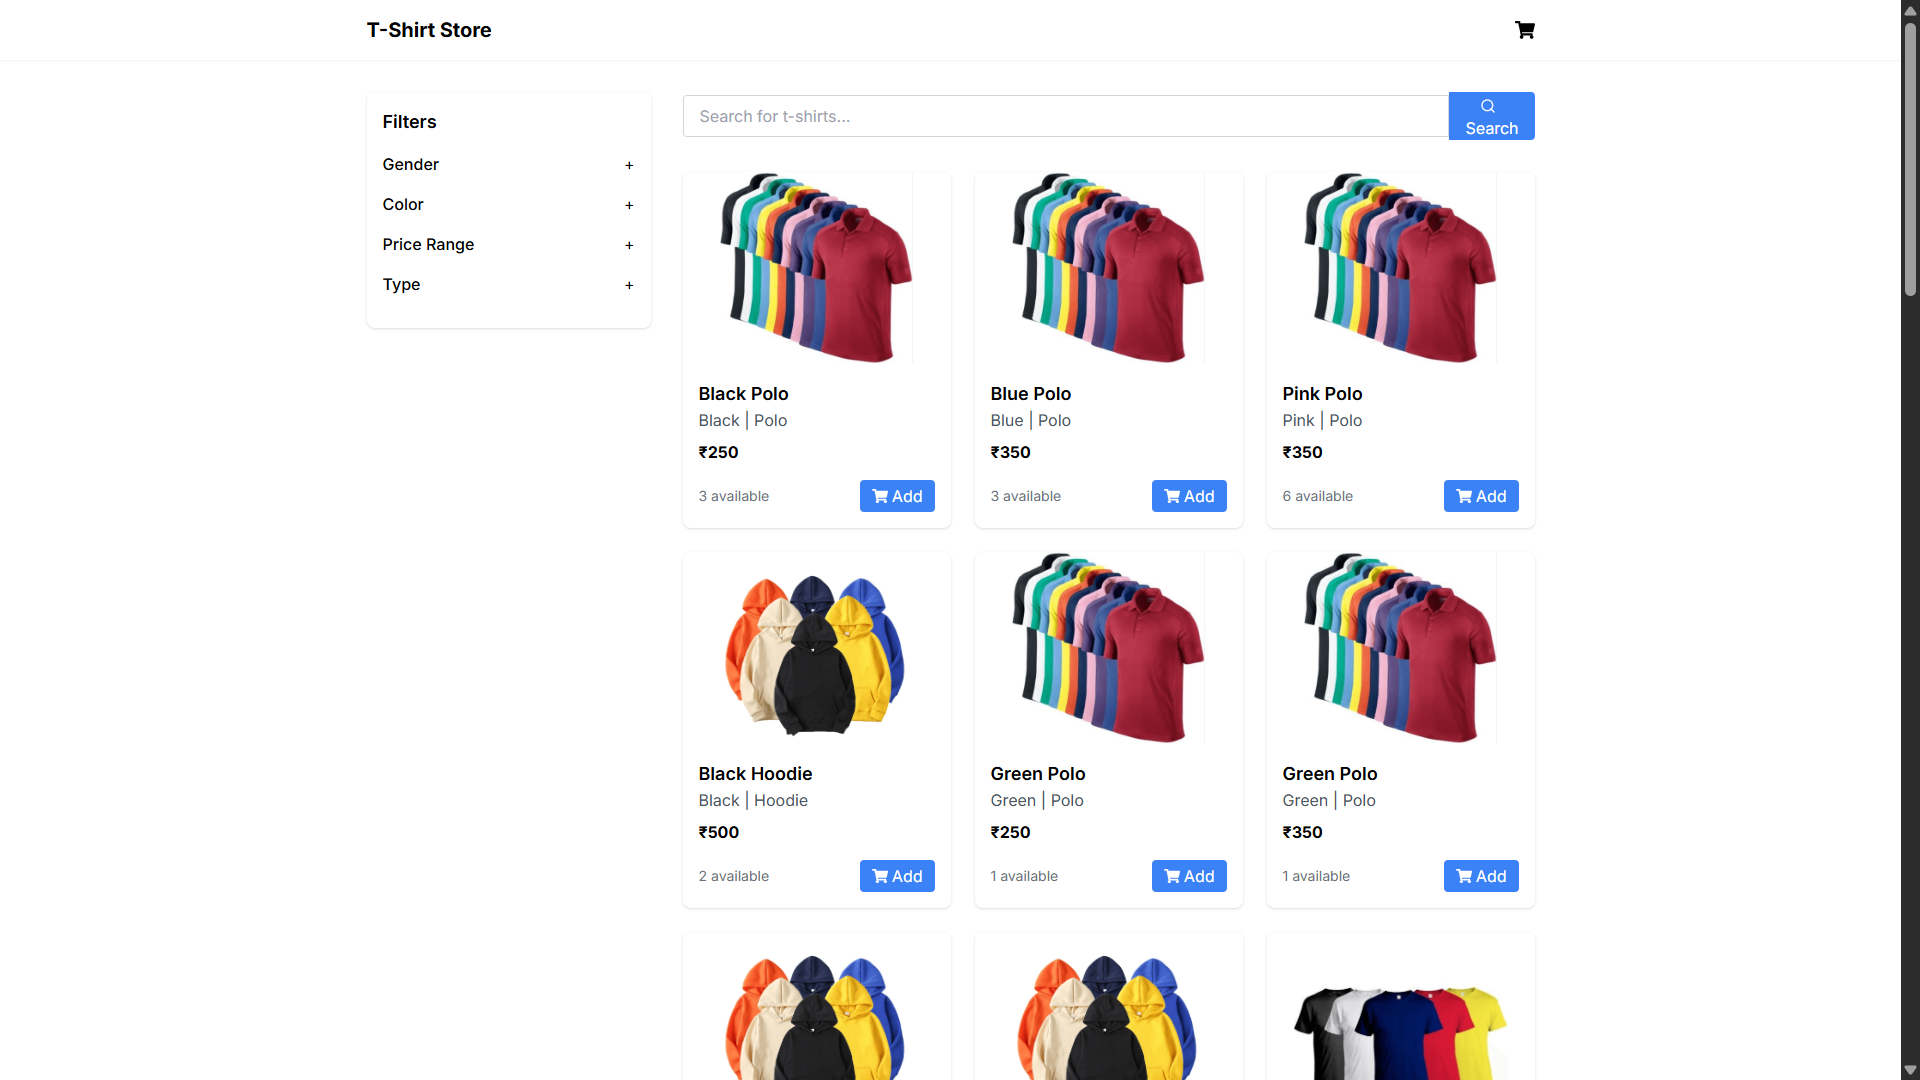 T-Shirt Store
Filters
Gender +
Color +
Price Range +
Type +
Search for t-shirts...
Search
Black Polo
Black | Polo
₹250
3 available
Add
Blue Polo
Blue | Polo
₹350
3 available
Add
Pink Polo
Pink | Polo
₹350
6 available
Add
Black Hoodie
Black | Hoodie
₹500
2 available
Add
Green Polo
Green | Polo
₹250
1 available
Add
Green Polo
Green | Polo
₹350
1 available
Add